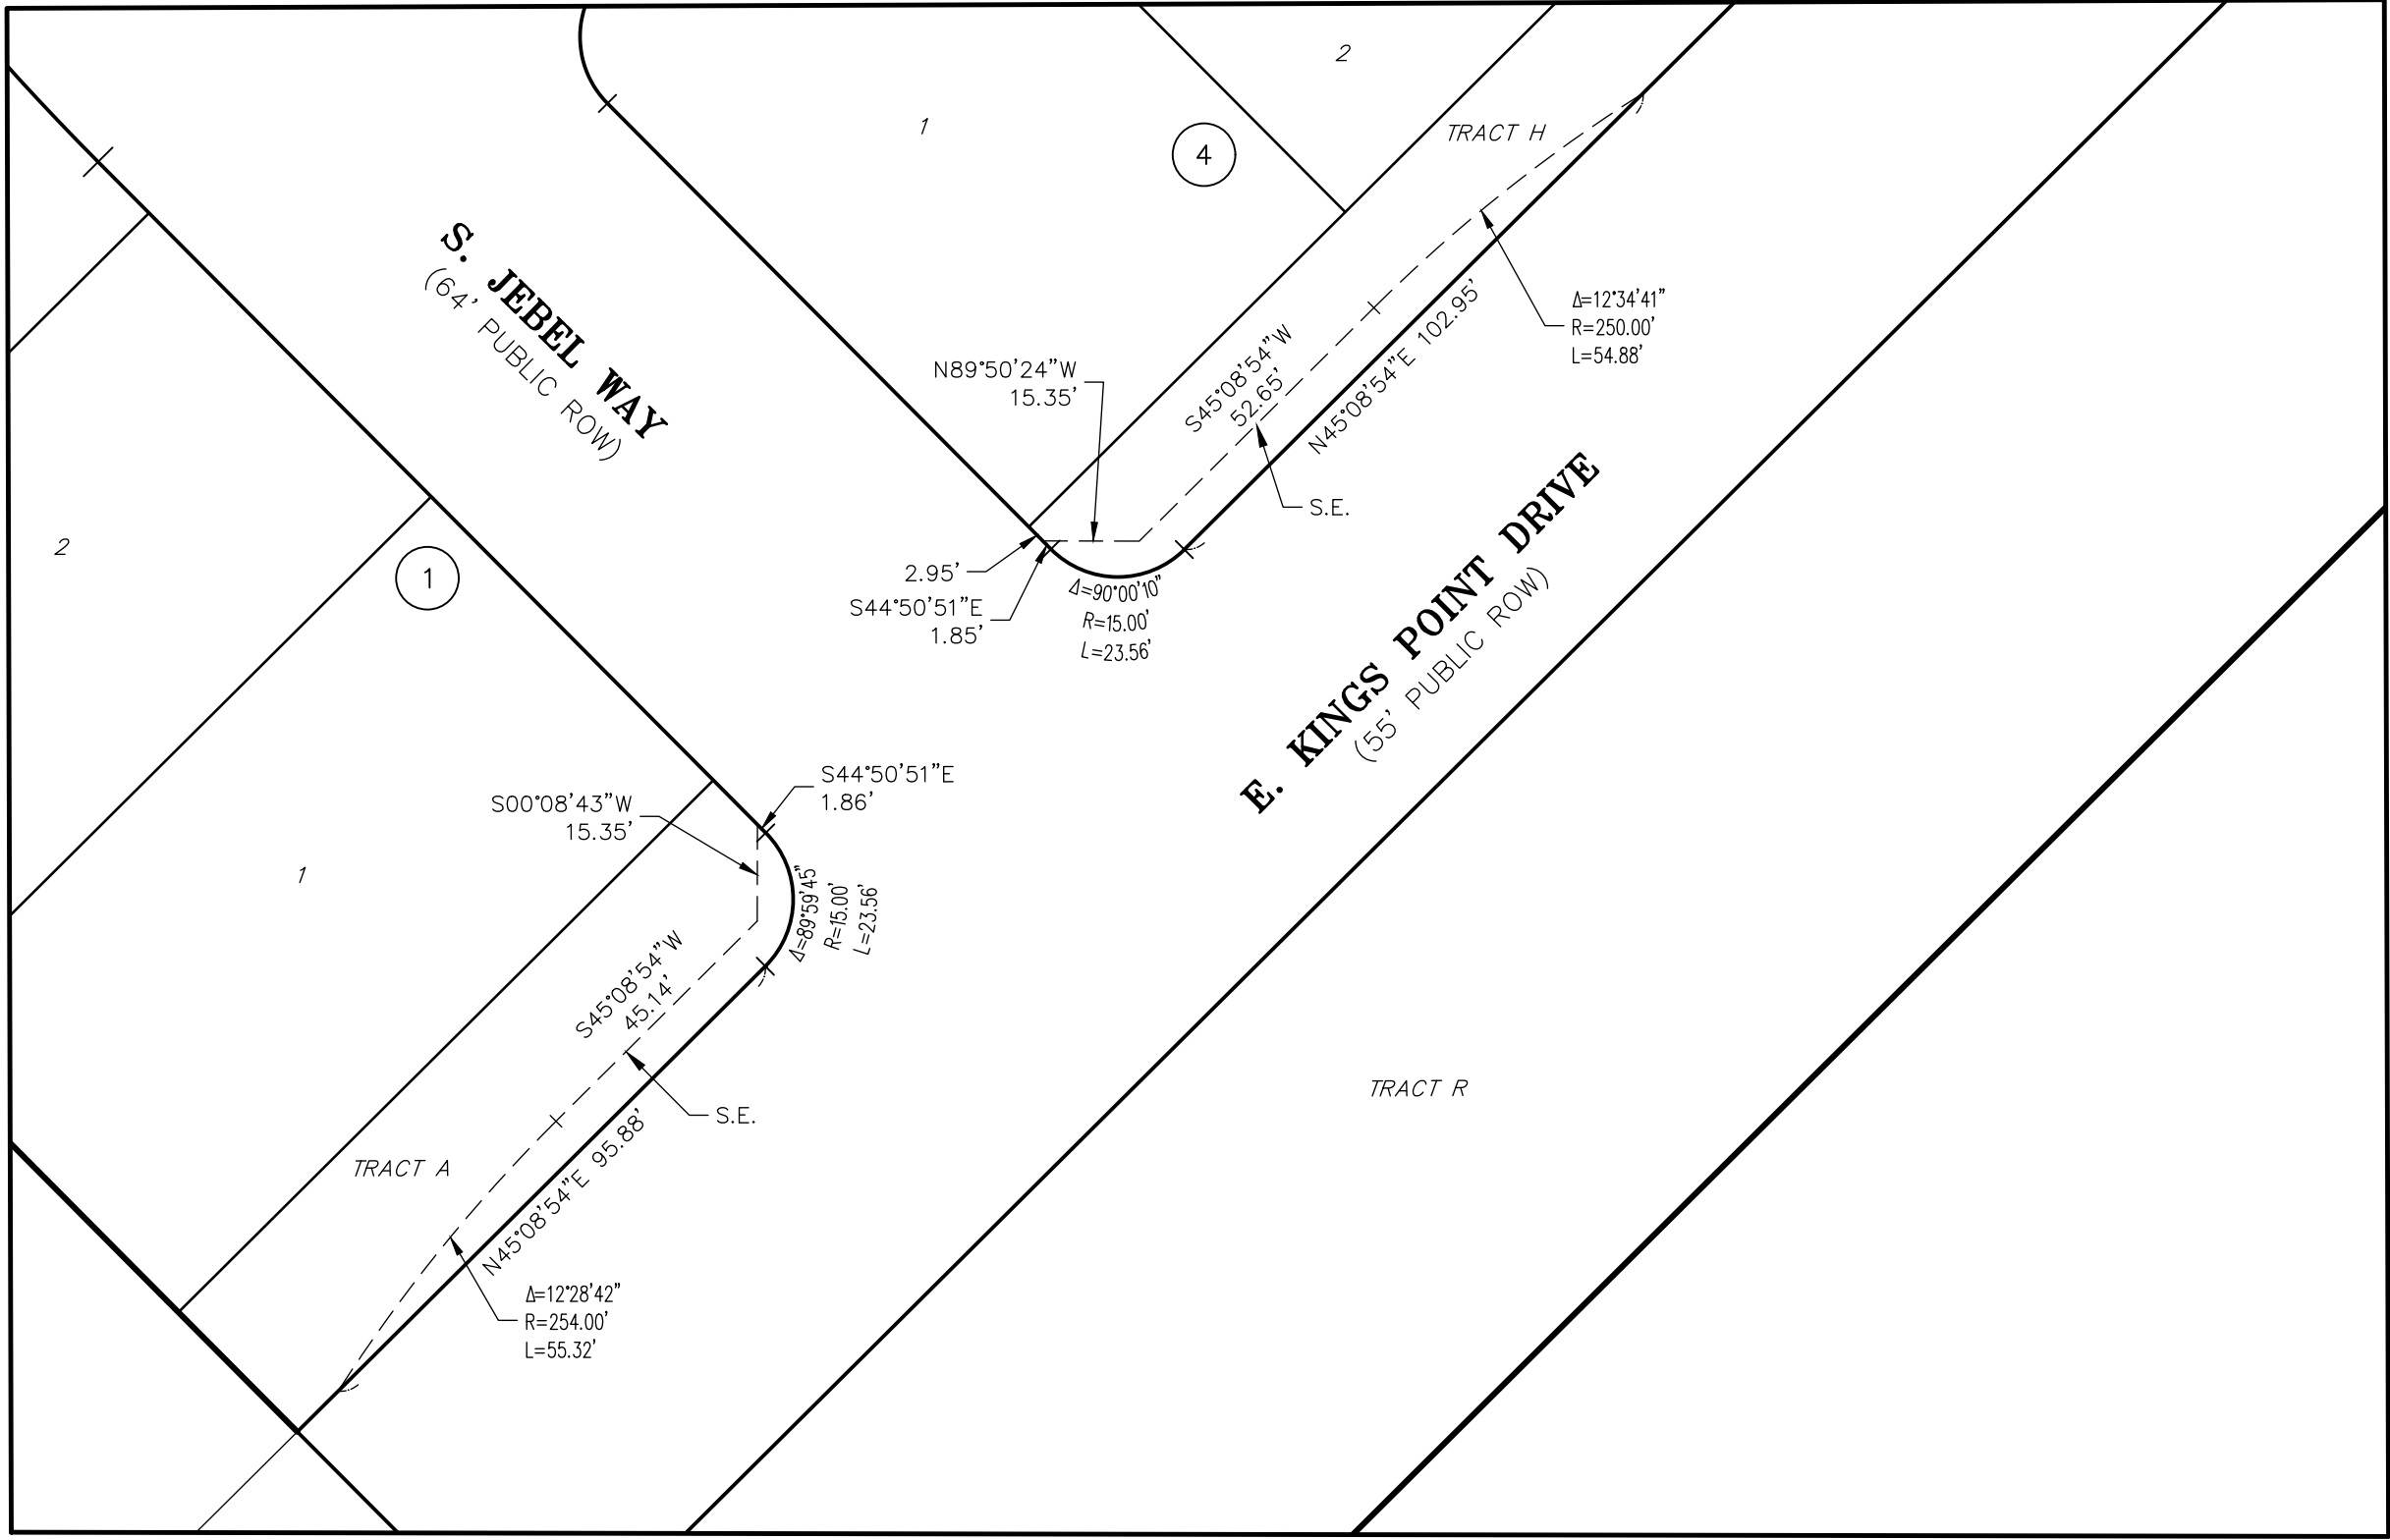 2
1
4
TRACT H
S. JEBEL WAY
(64' PUBLIC ROW)
Δ=12°34'41"
R=250.00'
L=54.88'
N89°50'24"W
15.35'
S45°08'54"W
52.65'
N45°08'54"E 102.95'
S.E.
2.95'
S44°50'51"E
1.85'
Δ=90°00'10"
R=15.00'
L=23.56'
E. KINGS POINT DRIVE
(55' PUBLIC ROW)
2
1
S44°50'51"E
1.86'
S00°08'43"W
15.35'
1
Δ=89°59'45"
R=15.00'
L=23.56'
S45°08'54"W
45.14'
S.E.
N45°08'54"E 95.88'
TRACT A
TRACT R
Δ=12°28'42"
R=254.00'
L=55.32'